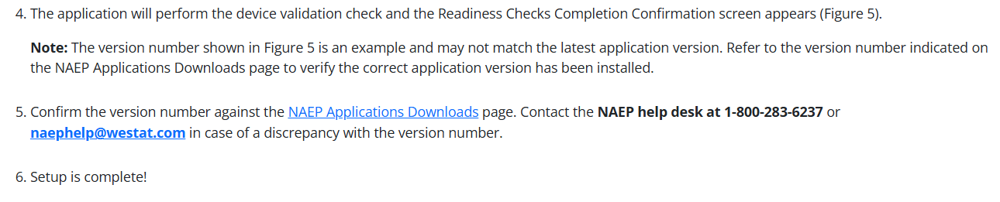 4. The application will perform the device validation check and the Readiness Checks Completion Confirmation screen appears (Figure 5).
Note: The version number shown in Figure 5 is an example and may not match the latest application version. Refer to the version number indicated on
the NAEP Applications Downloads page to verify the correct application version has been installed.
5. Confirm the version number against the NAEP Applications Downloads page. Contact the NAEP help desk at 1-800-283-6237 or
naephelp@westat.com in case of a discrepancy with the version number.
6. Setup is complete!